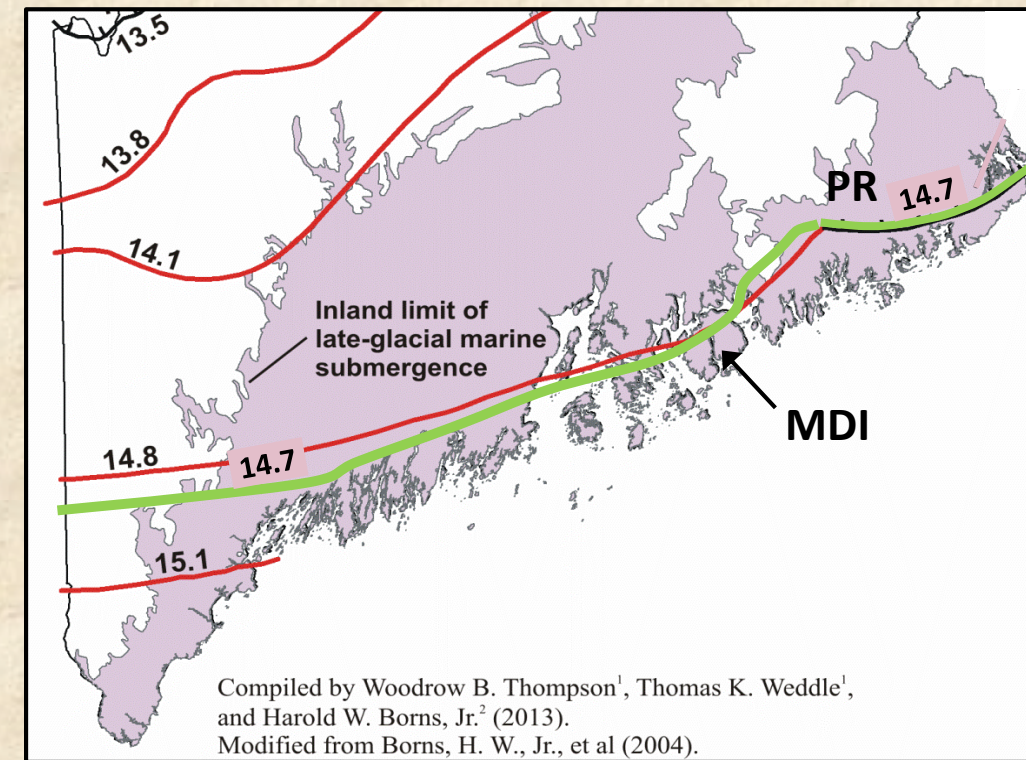 13.5
13.8
PR
14.7
14.1
Inland limit of
late-glacial marine
submergence
MDI
14.8
14.7
15.1
Compiled by Woodrow B. Thompson¹, Thomas K. Weddle¹,
and Harold W. Borns, Jr.² (2013).
Modified from Borns, H. W., Jr., et al (2004).